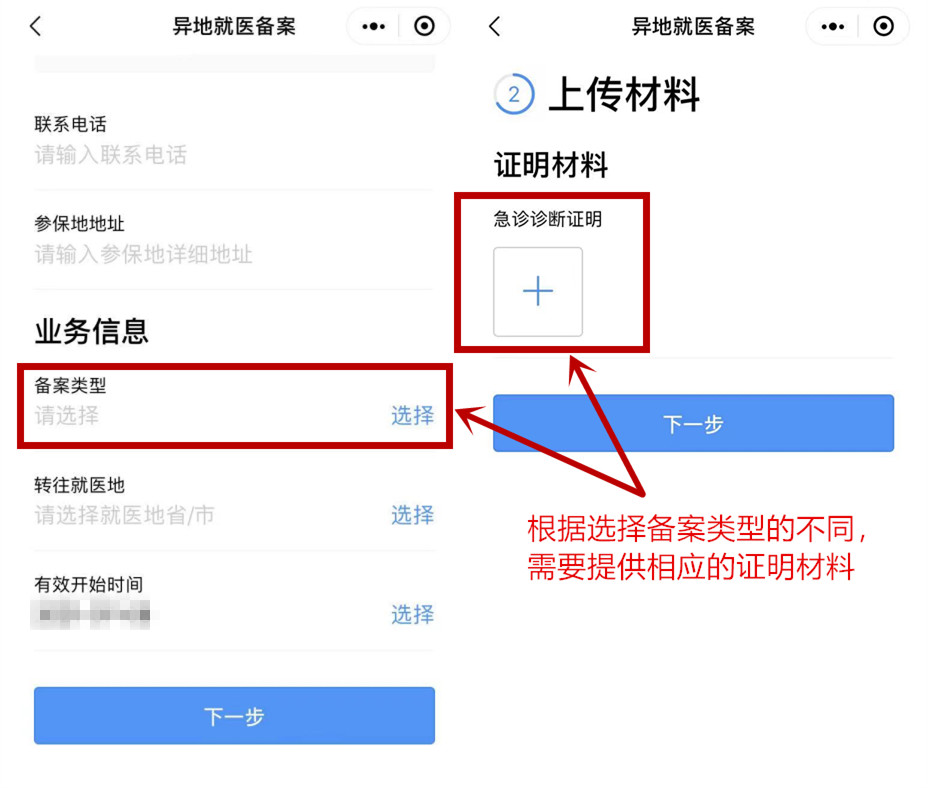 异地就医备案
联系电话
请输入联系电话
参保地地址
请输入参保地详细地址
业务信息
备案类型
请选择
选择
转往就医地
请选择就医地省/市
选择
有效开始时间
选择
下一步
异地就医备案
2
上传材料
证明材料
急诊诊断证明
下一步
根据选择备案类型的不同，
需要提供相应的证明材料